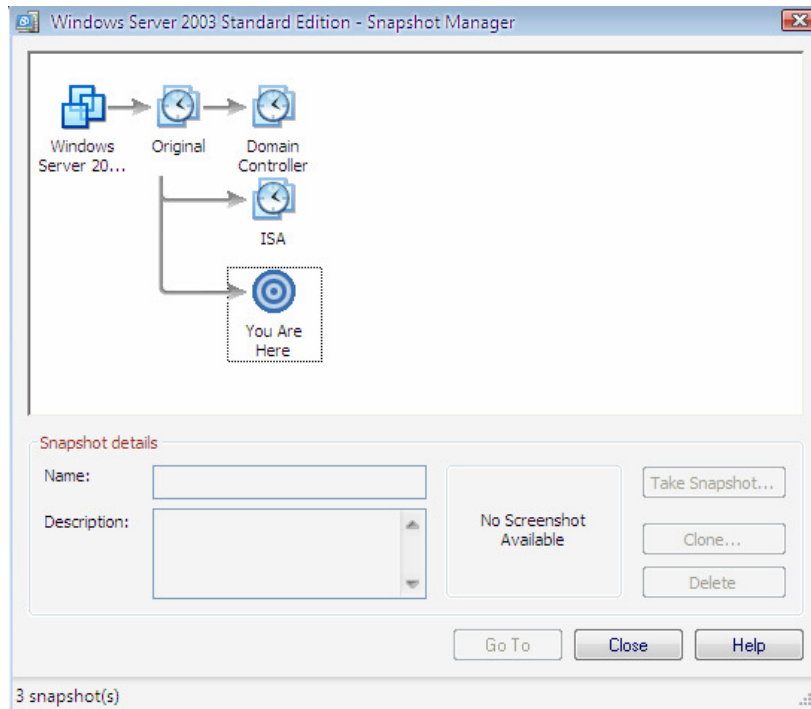 Windows Server 2003 Standard Edition - Snapshot Manager
Windows
Server 20...
Original
Domain
Controller
ISA
You Are
Here
Snapshot details
Name:
Description:
No Screenshot
Available
Take Snapshot...
Clone...
Delete
Go To
Close
Help
3 snapshot(s)